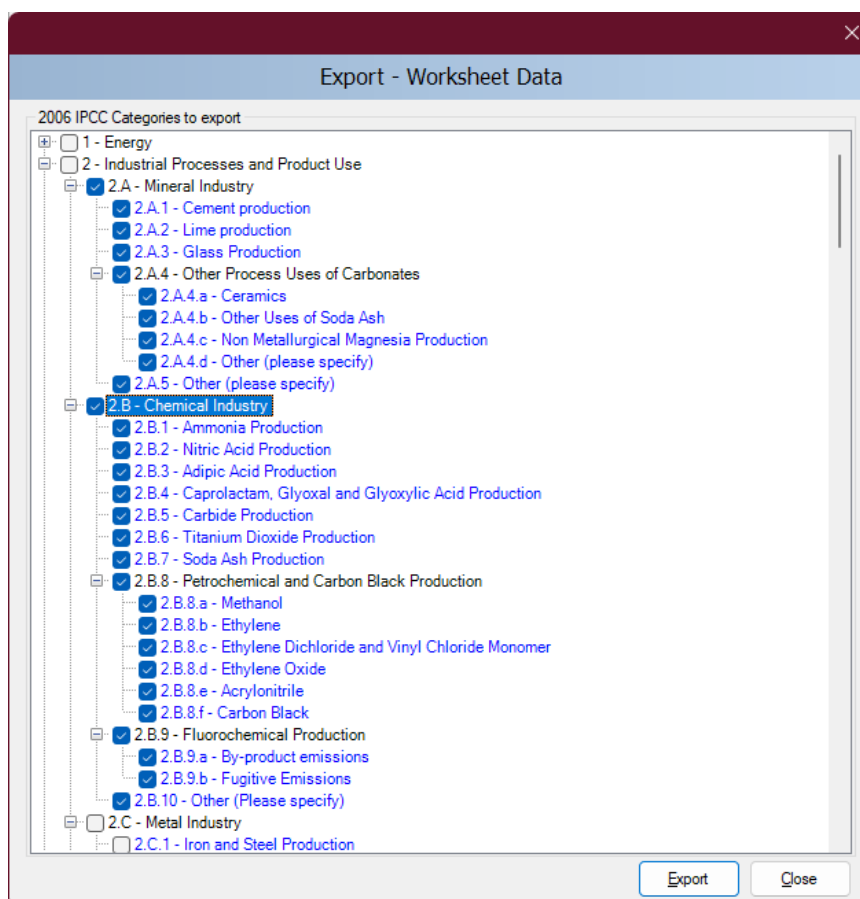 Export - Worksheet Data
2006 IPCC Categories to export
1 - Energy
2 - Industrial Processes and Product Use
2.A - Mineral Industry
2.A.1 - Cement production
2.A.2 - Lime production
2.A.3 - Glass Production
2.A.4 - Other Process Uses of Carbonates
2.A.4.a - Ceramics
2.A.4.b - Other Uses of Soda Ash
2.A.4.c - Non Metallurgical Magnesia Production
2.A.4.d - Other (please specify)
2.A.5 - Other (please specify)
2.B - Chemical Industry
2.B.1 - Ammonia Production
2.B.2 - Nitric Acid Production
2.B.3 - Adipic Acid Production
2.B.4 - Caprolactam, Glyoxal and Glyoxylic Acid Production
2.B.5 - Carbide Production
2.B.6 - Titanium Dioxide Production
2.B.7 - Soda Ash Production
2.B.8 - Petrochemical and Carbon Black Production
2.B.8.a - Methanol
2.B.8.b - Ethylene
2.B.8.c - Ethylene Dichloride and Vinyl Chloride Monomer
2.B.8.d - Ethylene Oxide
2.B.8.e - Acrylonitrile
2.B.8.f - Carbon Black
2.B.9 - Fluorochemical Production
2.B.9.a - By-product emissions
2.B.9.b - Fugitive Emissions
2.B.10 - Other (Please specify)
2.C - Metal Industry
2.C.1 - Iron and Steel Production
Export Close